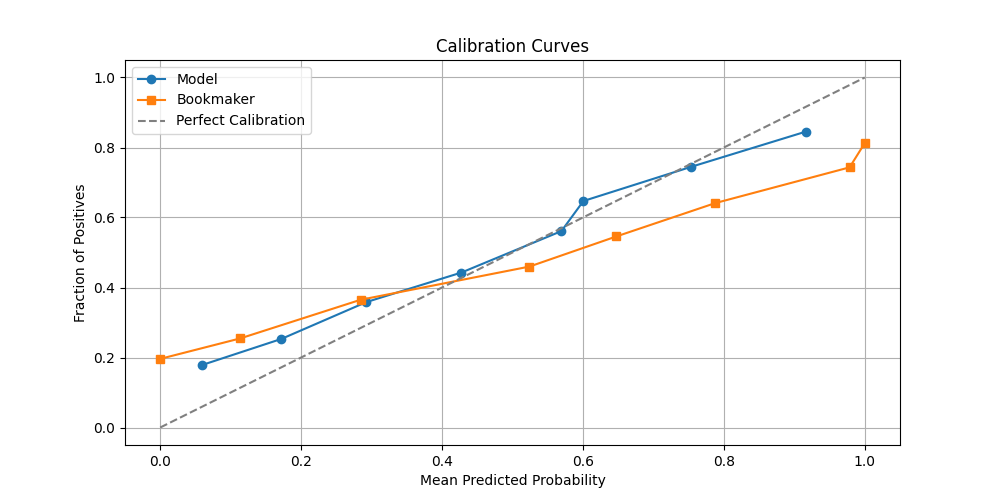 Calibration Curves
Model
Bookmaker
Perfect Calibration
1.0
0.8
0.6
0.4
0.2
0.0
Fraction of Positives
0.0 0.2 0.4 0.6 0.8 1.0
Mean Predicted Probability